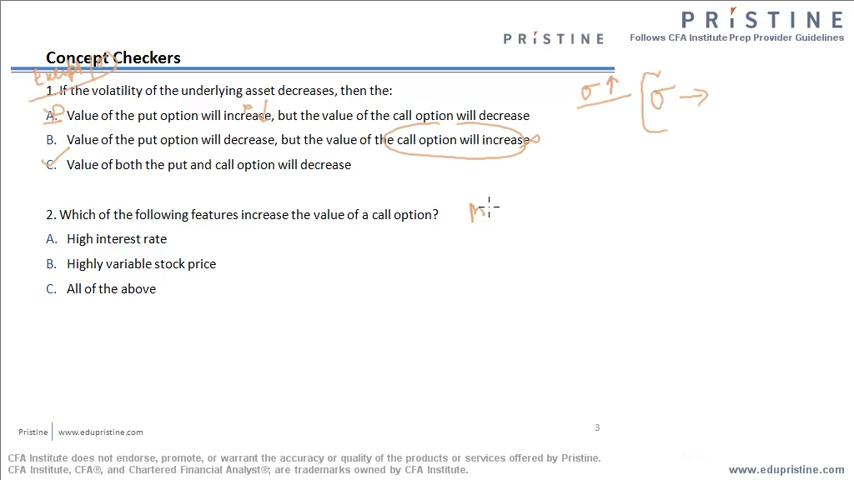 PRiSTINE
PRiSTINE
Follows CFA Institute Prep Provider Guidelines
Concept Checkers
1. If the volatility of the underlying asset decreases, then the:
A. Value of the put option will increase, but the value of the call option will decrease
B. Value of the put option will decrease, but the value of the call option will increase
C. Value of both the put and call option will decrease
σ ↑
σ →
2. Which of the following features increase the value of a call option?
A. High interest rate
B. Highly variable stock price
C. All of the above
Pristine www.edupristine.com
3
CFA Institute does not endorse, promote, or warrant the accuracy or quality of the products or services offered by Pristine.
CFA Institute, CFA®, and Chartered Financial Analyst®; are trademarks owned by CFA Institute.
www.edupristine.com